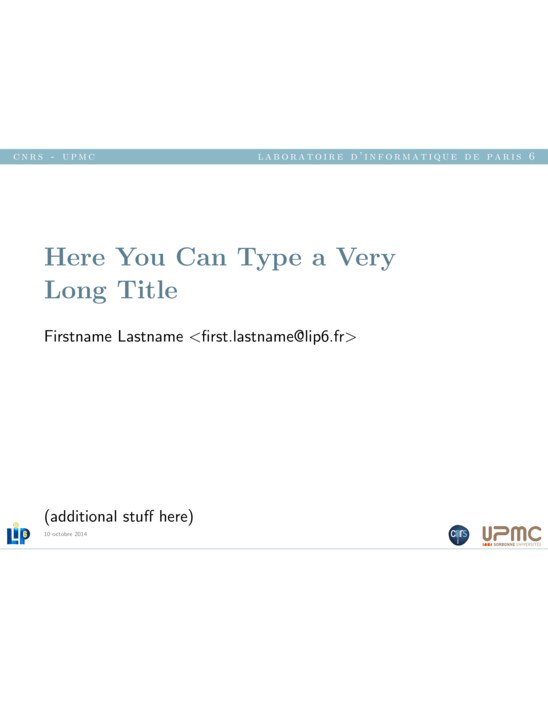 CNRS - UPMC
LABORATOIRE D'INFORMATIQUE DE PARIS 6
Here You Can Type a Very
Long Title
Firstname Lastname <first.lastname@lip6.fr>
(additional stuff here)
10 octobre 2014
LIP6
cnrs
UPMC
SORBONNE UNIVERSITÉS